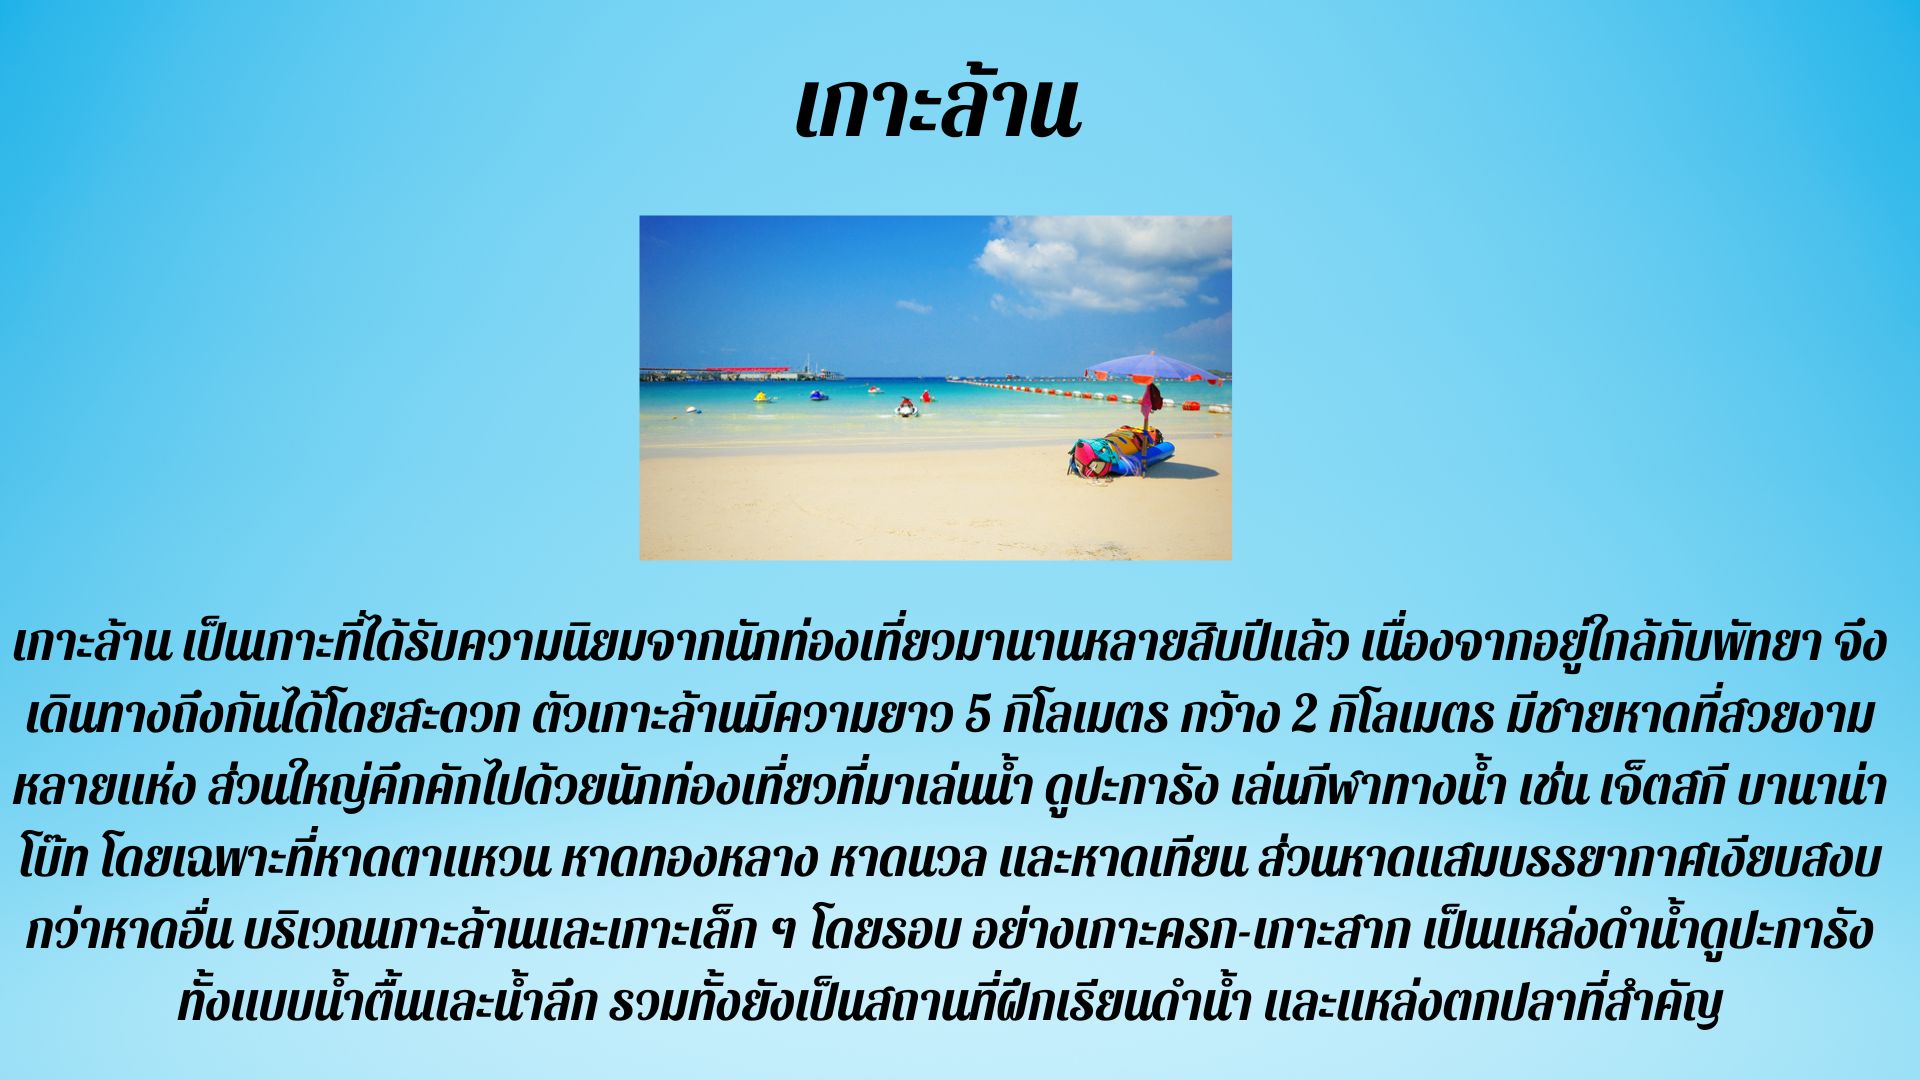 เกาะล้าน
เกาะล้าน เป็นเกาะที่ได้รับความนิยมจากนักท่องเที่ยวมานานหลายสิบปีแล้ว เนื่องจากอยู่ใกล้กับพัทยา จึง
เดินทางถึงกันได้โดยสะดวก ตัวเกาะล้านมีความยาว 5 กิโลเมตร กว้าง 2 กิโลเมตร มีชายหาดที่สวยงาม
หลายแห่ง ส่วนใหญ่คึกคักไปด้วยนักท่องเที่ยวที่มาเล่นน้ำ ดูปะการัง เล่นกีฬาทางน้ำ เช่น เจ็ตสกี บานาน่า
โบ๊ท โดยเฉพาะที่หาดตาแหวน หาดทองหลาง หาดนวล และหาดเทียน ส่วนหาดแสมบรรยากาศเงียบสงบ
กว่าหาดอื่น บริเวณเกาะล้านและเกาะเล็ก ๆ โดยรอบ อย่างเกาะครก-เกาะสาก เป็นแหล่งดำน้ำดูปะการัง
ทั้งแบบน้ำตื้นและน้ำลึก รวมทั้งยังเป็นสถานที่ฝึกเรียนดำน้ำ และแหล่งตกปลาที่สำคัญ